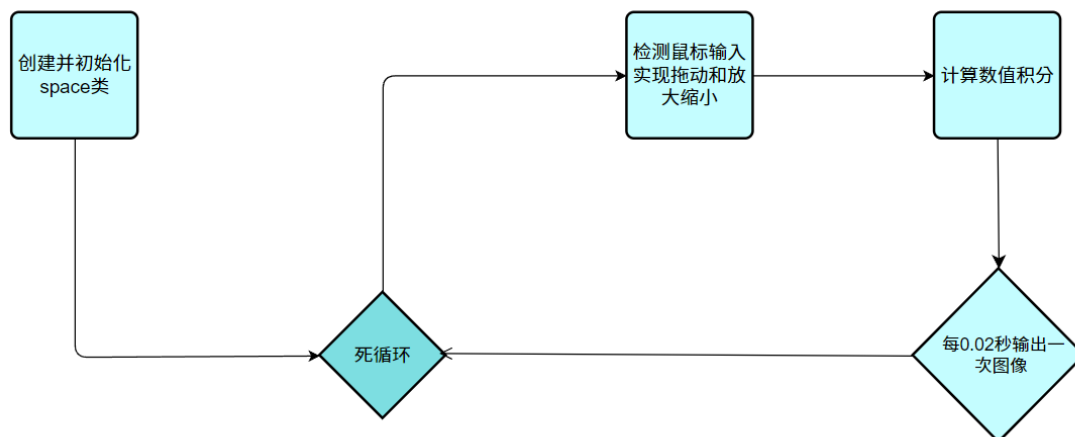 创建并初始化
space类
检测鼠标输入
实现拖动和放
大缩小
计算数值积分
死循环
每0.02秒输出一
次图像